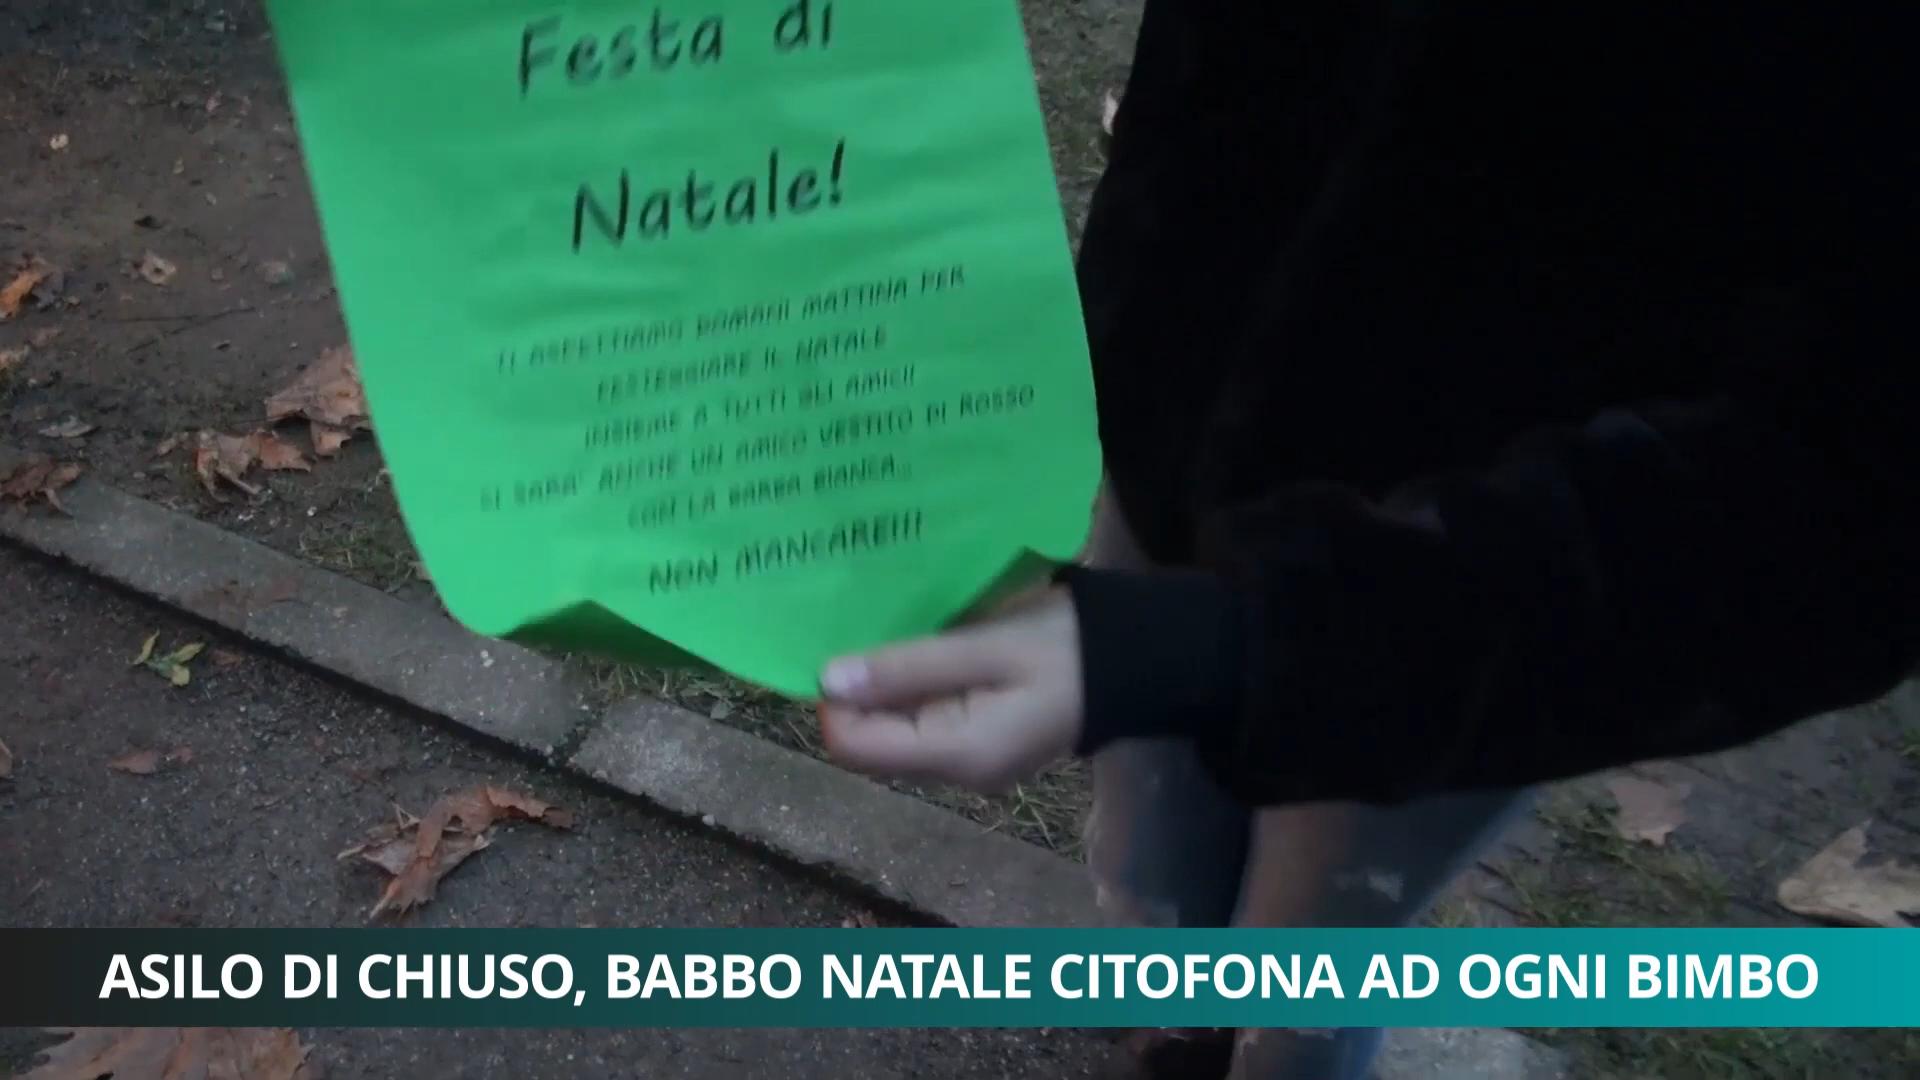 Festa di
Natale!
TI ASPETTIAMO DOMANI MATTINA PER
FESTEGGIARE IL NATALE
INSIEME A TUTTI GLI AMICI!
CI SARA' ANCHE UN AMICO VESTITO DI ROSSO
CON LA BARBA BIANCA...
NON MANCARE!!!
ASILO DI CHIUSO, BABBO NATALE CITOFONA AD OGNI BIMBO